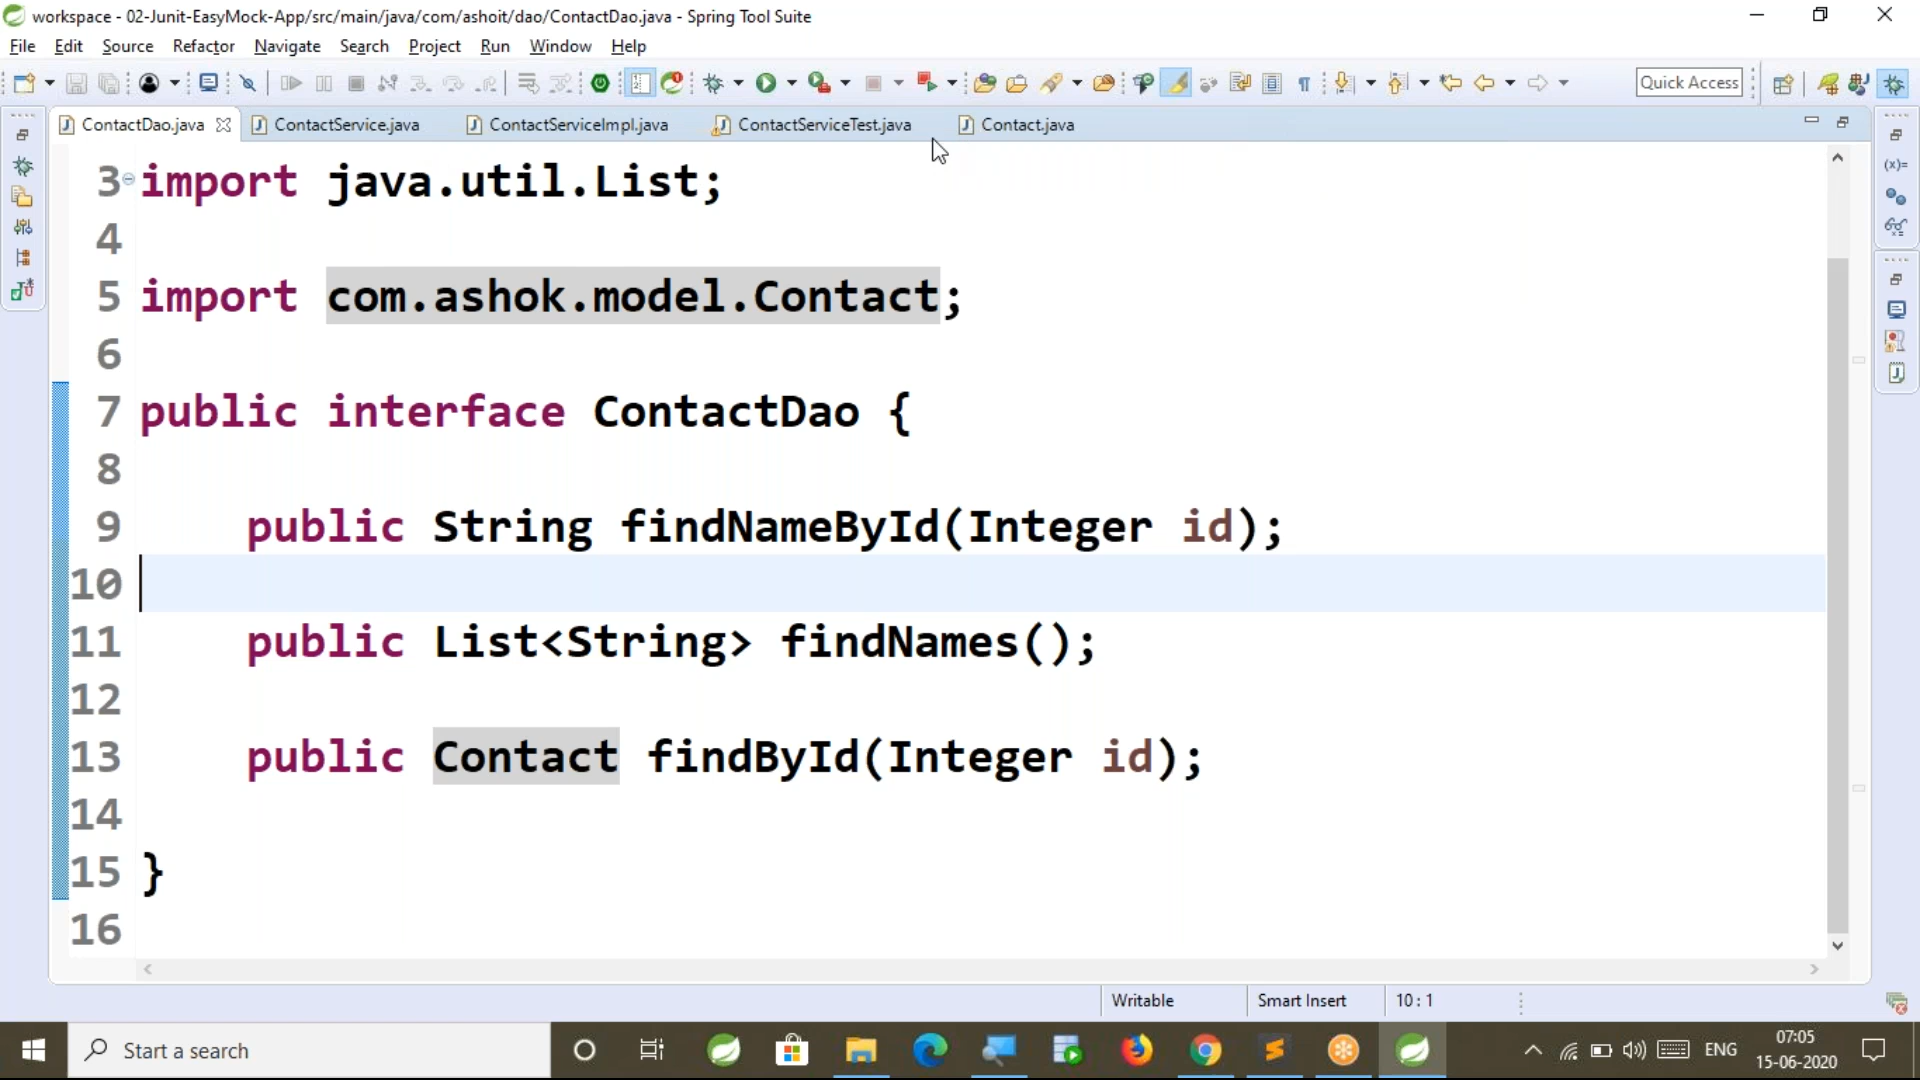 workspace - 02-Junit-EasyMock-App/src/main/java/com/ashoit/dao/ContactDao.java - Spring Tool Suite
File Edit Source Refactor Navigate Search Project Run Window Help
Quick Access
ContactDao.java ContactService.java ContactServiceImpl.java ContactServiceTest.java Contact.java
3 import java.util.List;
4
5 import com.ashok.model.Contact;
6
7 public interface ContactDao {
8
9 public String findNameById(Integer id);
10
11 public List<String> findNames();
12
13 public Contact findById(Integer id);
14
15 }
16
Writable Smart Insert 10 : 1
Start a search
ENG
07:05
15-06-2020